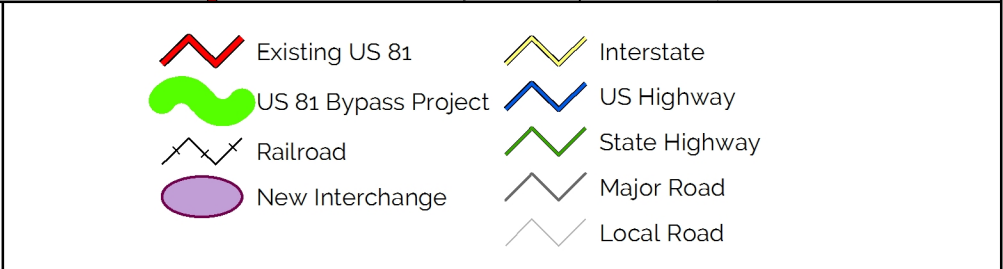 Existing US 81
US 81 Bypass Project
Railroad
New Interchange
Interstate
US Highway
State Highway
Major Road
Local Road